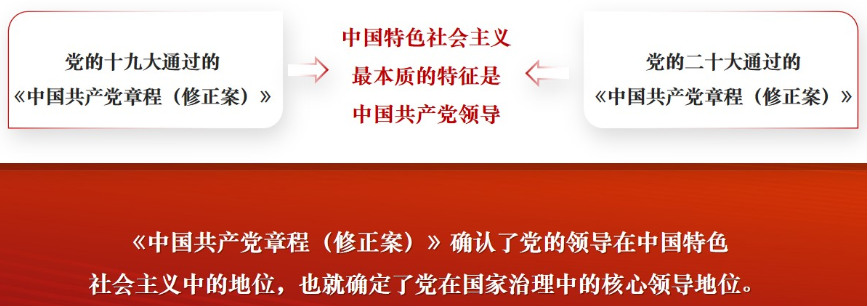 党的十九大通过的
《中国共产党章程（修正案）》
中国特色社会主义
最本质的特征是
中国共产党领导
党的二十大通过的
《中国共产党章程（修正案）》
《中国共产党章程（修正案）》确认了党的领导在中国特色
社会主义中的地位，也就确定了党在国家治理中的核心领导地位。